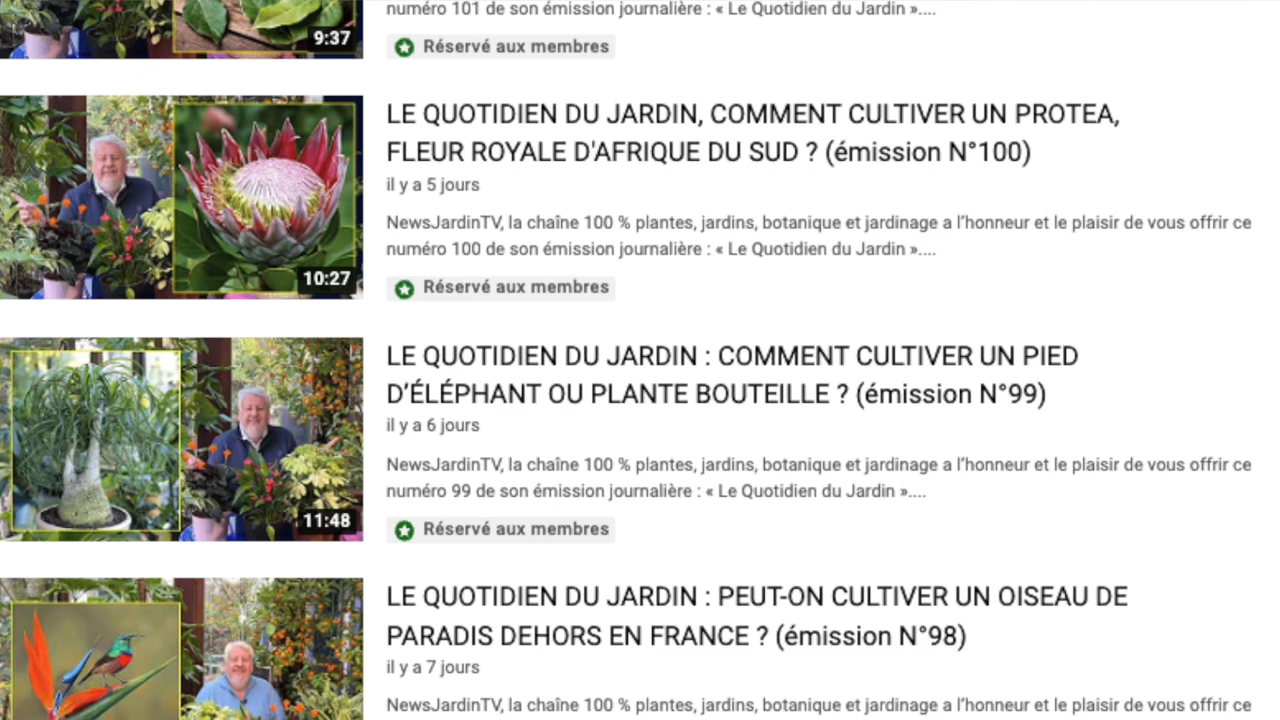 numéro 101 de son émission journalière : « Le Quotidien du Jardin »....
9:37
Réservé aux membres
LE QUOTIDIEN DU JARDIN, COMMENT CULTIVER UN PROTEA,
FLEUR ROYALE D'AFRIQUE DU SUD ? (émission N°100)
il y a 5 jours
NewsJardinTV, la chaîne 100 % plantes, jardins, botanique et jardinage a l’honneur et le plaisir de vous offrir ce
numéro 100 de son émission journalière : « Le Quotidien du Jardin »....
10:27
Réservé aux membres
LE QUOTIDIEN DU JARDIN : COMMENT CULTIVER UN PIED
D’ÉLÉPHANT OU PLANTE BOUTEILLE ? (émission N°99)
il y a 6 jours
NewsJardinTV, la chaîne 100 % plantes, jardins, botanique et jardinage a l’honneur et le plaisir de vous offrir ce
numéro 99 de son émission journalière : « Le Quotidien du Jardin »....
11:48
Réservé aux membres
LE QUOTIDIEN DU JARDIN : PEUT-ON CULTIVER UN OISEAU DE
PARADIS DEHORS EN FRANCE ? (émission N°98)
il y a 7 jours
NewsJardinTV, la chaîne 100 % plantes, jardins, botanique et jardinage a l’honneur et le plaisir de vous offrir ce